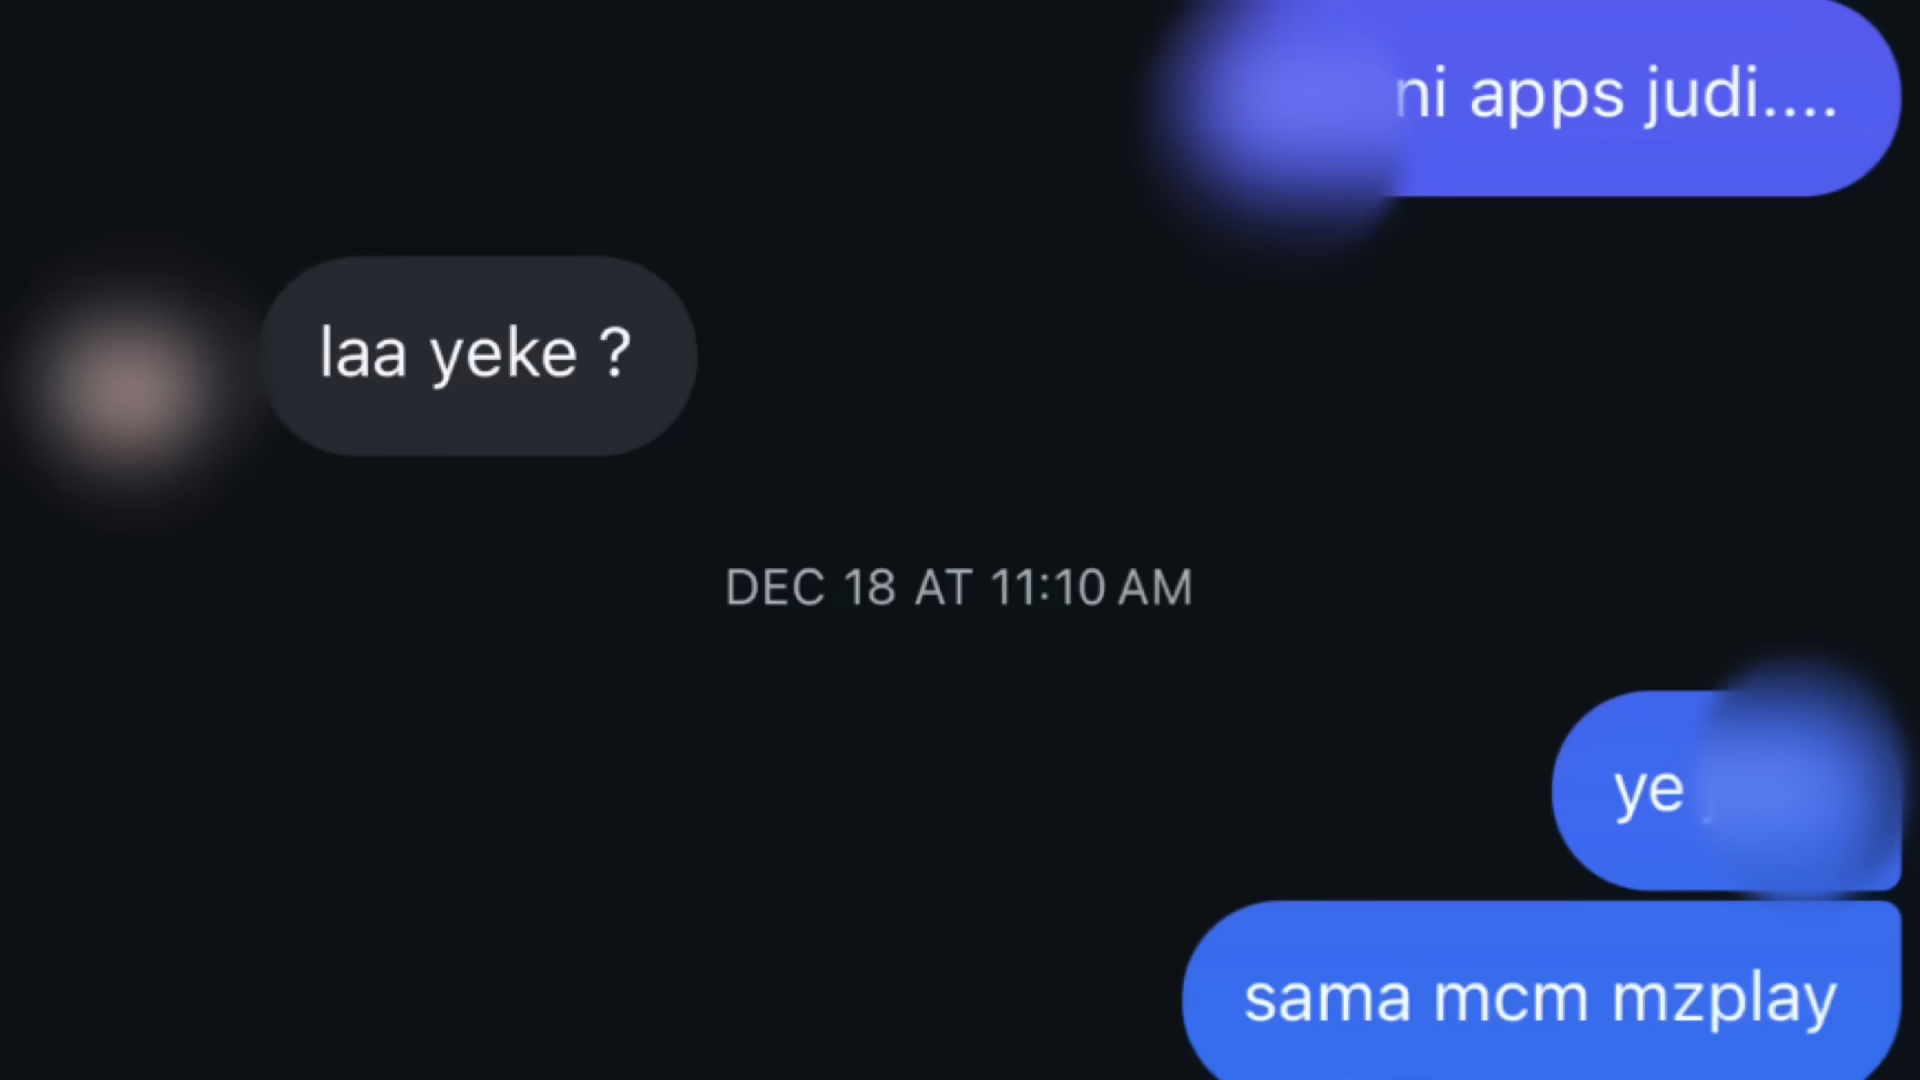 ni apps judi....
laa yeke ?
DEC 18 AT 11:10 AM
ye
sama mcm mzplay